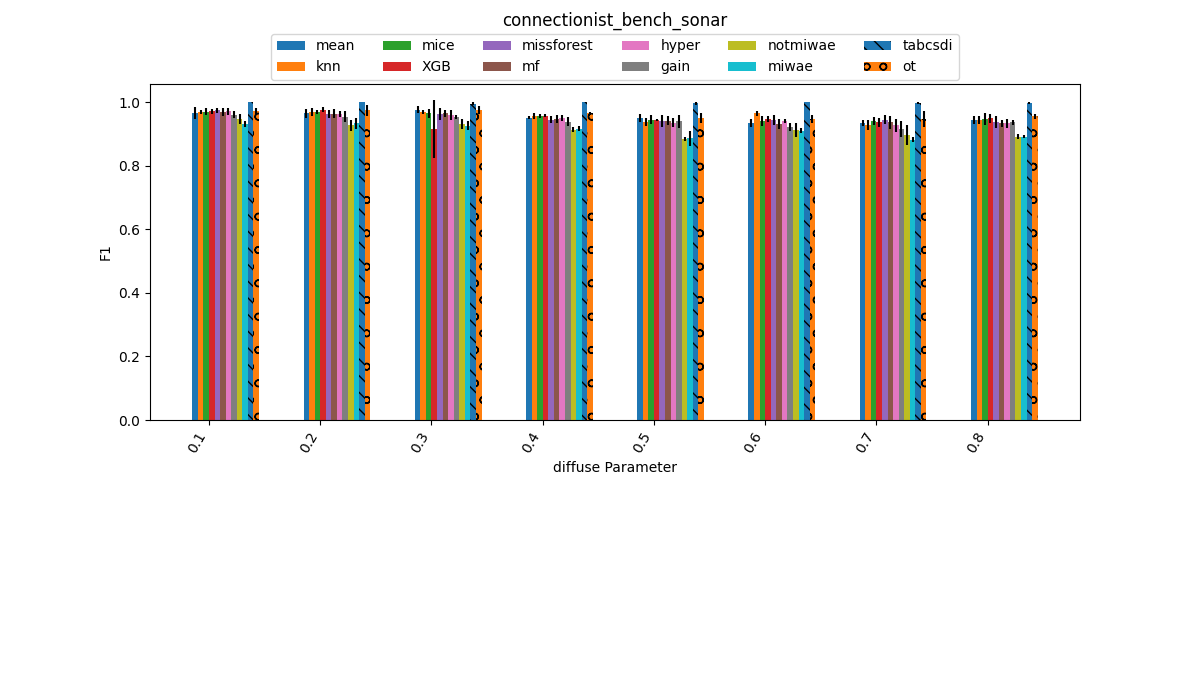 connectionist_bench_sonar
mean mice missforest hyper notmiwae tabcsdi
knn XGB mf gain miwae ot
1.0
0.8
0.6
0.4
0.2
0.0
F1
0.1 0.2 0.3 0.4 0.5 0.6 0.7 0.8
diffuse Parameter